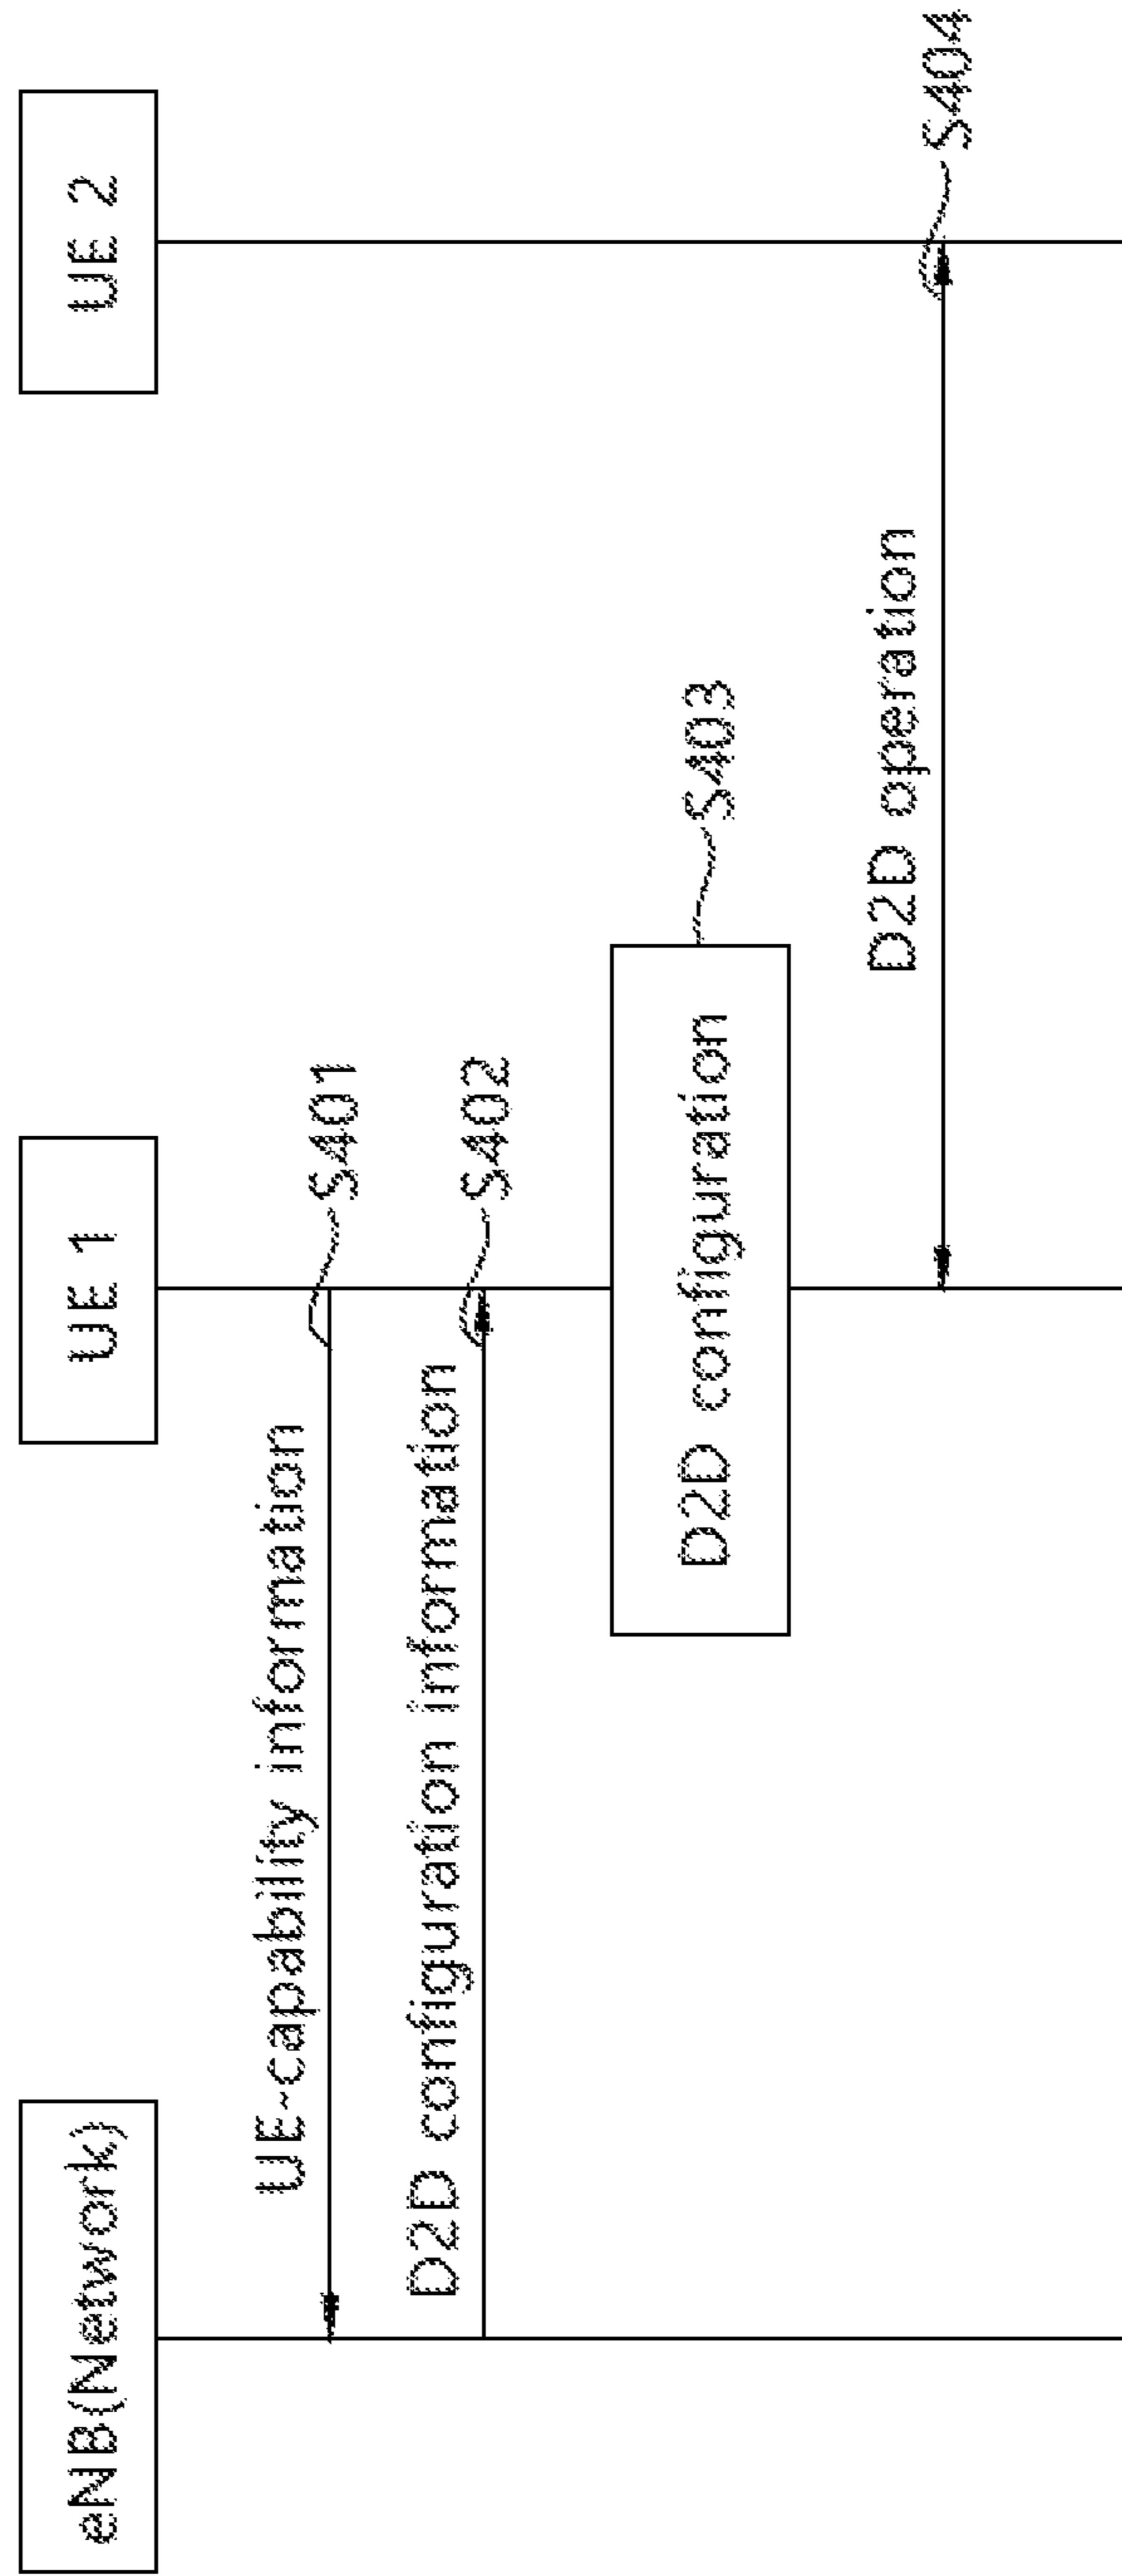 eNB(Network)
UE 1
UE 2
UE-capability information
S401
D2D configuration information
S402
D2D configuration
S403
D2D operation
S404